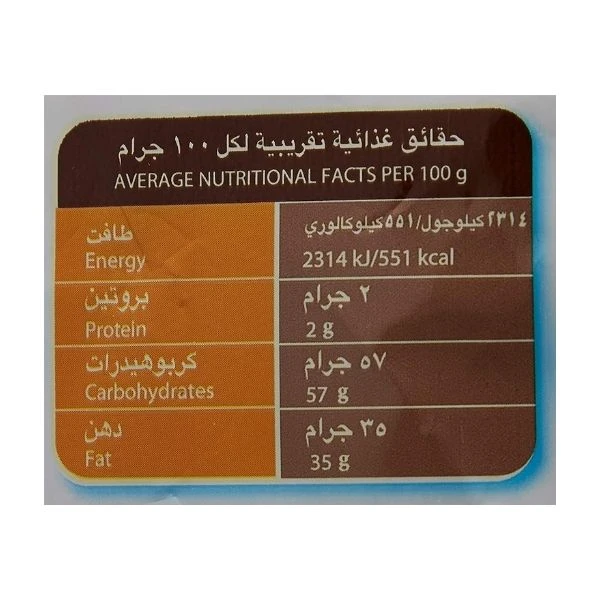 حقائق غذائية تقريبية لكل ١٠٠ جرام
AVERAGE NUTRITIONAL FACTS PER 100 g
طاقت
٢٣١٤ كيلوجول/٥٥١ كيلوكالوري
Energy
2314 kJ/551 kcal
بروتين
٢ جرام
Protein
2 g
كربوهيدرات
٥٧ جرام
Carbohydrates
57 g
دهن
٣٥ جرام
Fat
35 g